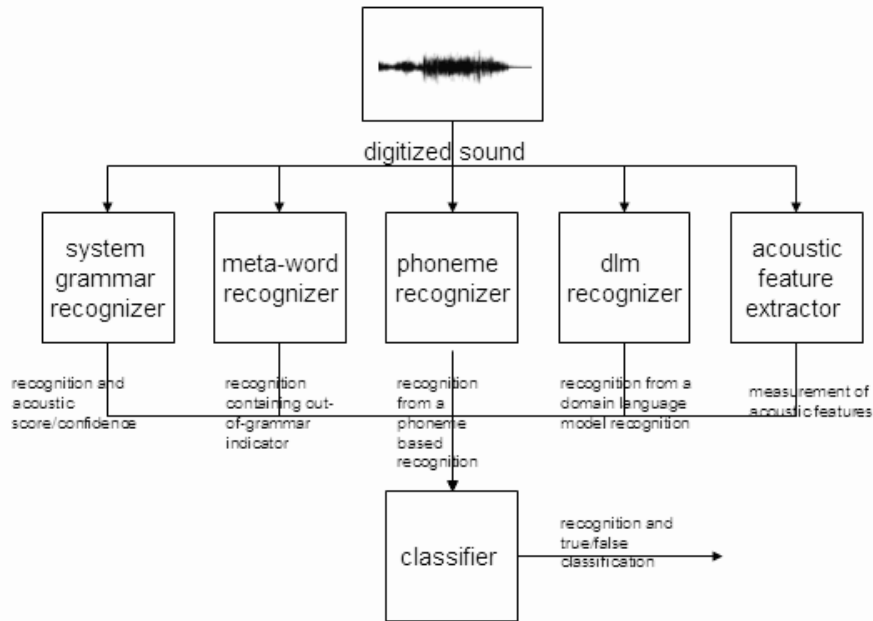 digitized sound
system
grammar
recognizer
meta-word
recognizer
phoneme
recognizer
dlm
recognizer
acoustic
feature
extractor
recognition and
acoustic
score/confidence
recognition
containing out-
of-grammar
indicator
recognition
from a
phoneme
based
recognition
recognition from a
domain language
model recognition
measurement of
acoustic features
classifier
recognition and
true/false
classification